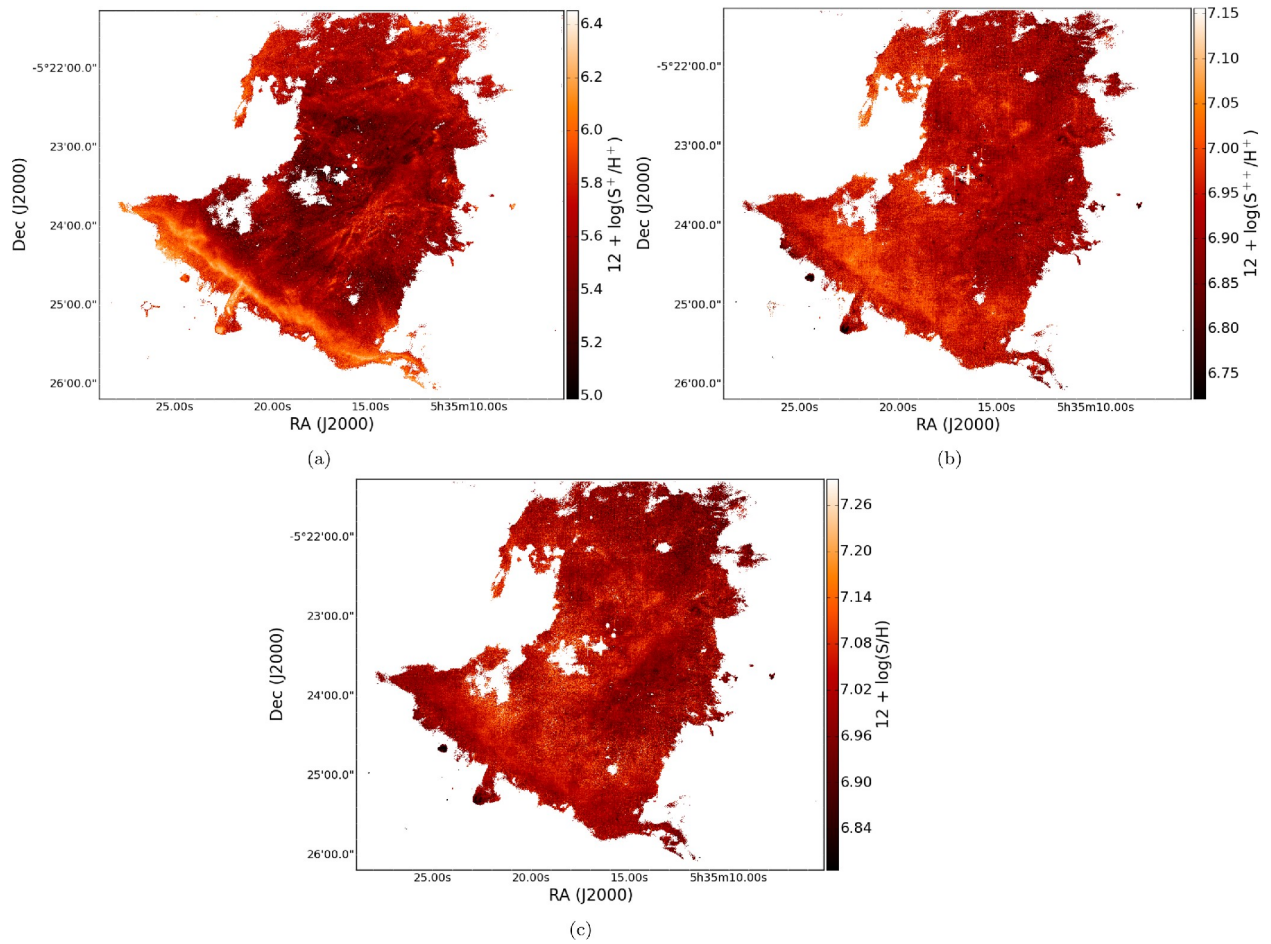 -5°22'00.0"
23'00.0"
24'00.0"
25'00.0"
26'00.0"
Dec (J2000)
25.00s 20.00s 15.00s 5h35m10.00s
RA (J2000)
6.4
6.2
6.0
5.8
5.6
5.4
5.2
5.0
12 + log(S⁺/H⁺)
(a)
-5°22'00.0"
23'00.0"
24'00.0"
25'00.0"
26'00.0"
Dec (J2000)
25.00s 20.00s 15.00s 5h35m10.00s
RA (J2000)
7.15
7.10
7.05
7.00
6.95
6.90
6.85
6.80
6.75
12 + log(S⁺⁺/H⁺)
(b)
-5°22'00.0"
23'00.0"
24'00.0"
25'00.0"
26'00.0"
Dec (J2000)
25.00s 20.00s 15.00s 5h35m10.00s
RA (J2000)
7.26
7.20
7.14
7.08
7.02
6.96
6.90
6.84
12 + log(S/H)
(c)